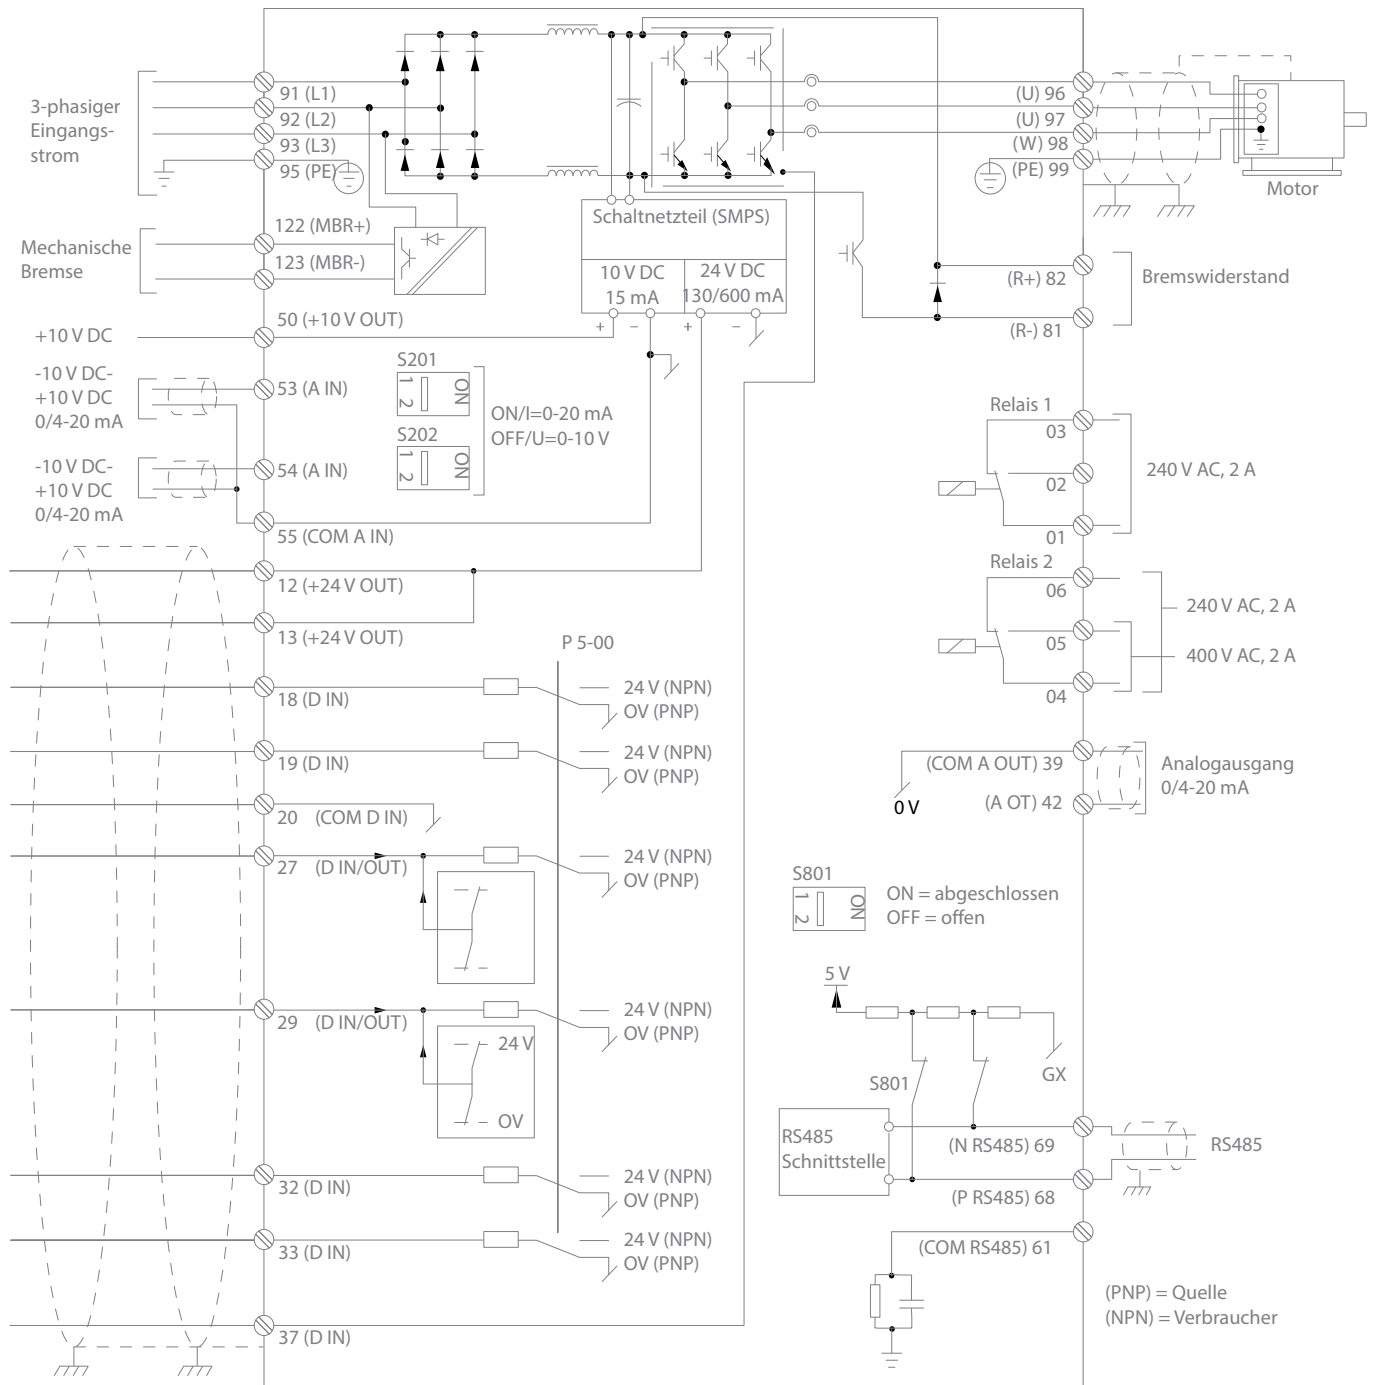 3-phasiger
Eingangs-
strom
91 (L1)
92 (L2)
93 (L3)
95 (PE)
Mechanische
Bremse
122 (MBR+)
123 (MBR-)
Schaltnetzteil (SMPS)
10 V DC
15 mA
24 V DC
130/600 mA
+ − + −
(U) 96
(U) 97
(W) 98
(PE) 99
Motor
(R+) 82
Bremswiderstand
(R-) 81
50 (+10 V OUT)
+10 V DC
-10 V DC-
+10 V DC
0/4-20 mA
53 (A IN)
S201
1 2 ON
S202
1 2 ON
ON/I=0-20 mA
OFF/U=0-10 V
-10 V DC-
+10 V DC
0/4-20 mA
54 (A IN)
55 (COM A IN)
Relais 1
03
02
01
240 V AC, 2 A
Relais 2
06
05
04
240 V AC, 2 A
400 V AC, 2 A
12 (+24 V OUT)
13 (+24 V OUT)
P 5-00
18 (D IN)
24 V (NPN)
OV (PNP)
19 (D IN)
24 V (NPN)
OV (PNP)
20 (COM D IN)
27 (D IN/OUT)
24 V (NPN)
OV (PNP)
29 (D IN/OUT)
24 V
OV
24 V (NPN)
OV (PNP)
32 (D IN)
24 V (NPN)
OV (PNP)
33 (D IN)
24 V (NPN)
OV (PNP)
37 (D IN)
(COM A OUT) 39
0 V
(A OT) 42
Analogausgang
0/4-20 mA
S801
1 2 ON
ON = abgeschlossen
OFF = offen
5 V
GX
S801
RS485
Schnittstelle
(N RS485) 69
RS485
(P RS485) 68
(COM RS485) 61
(PNP) = Quelle
(NPN) = Verbraucher